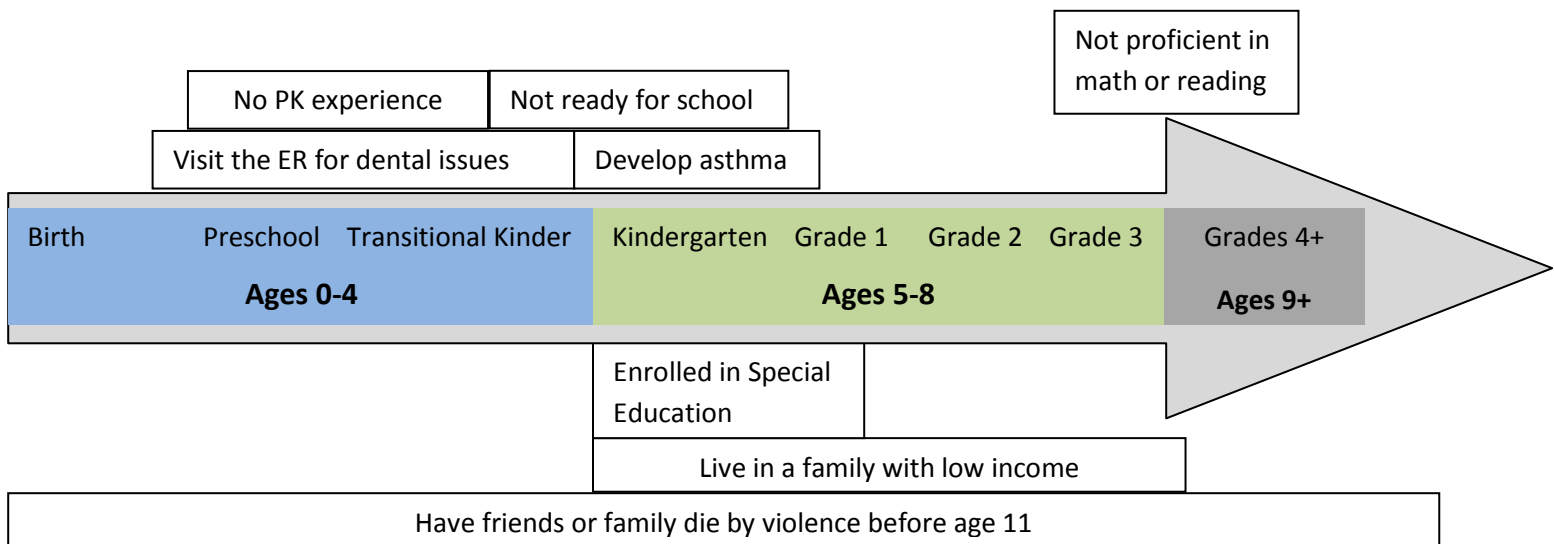 Not proficient in
math or reading
No PK experience
Not ready for school
Visit the ER for dental issues
Develop asthma
Birth
Preschool
Transitional Kinder
Kindergarten
Grade 1
Grade 2
Grade 3
Grades 4+
Ages 0-4
Ages 5-8
Ages 9+
Enrolled in Special
Education
Live in a family with low income
Have friends or family die by violence before age 11